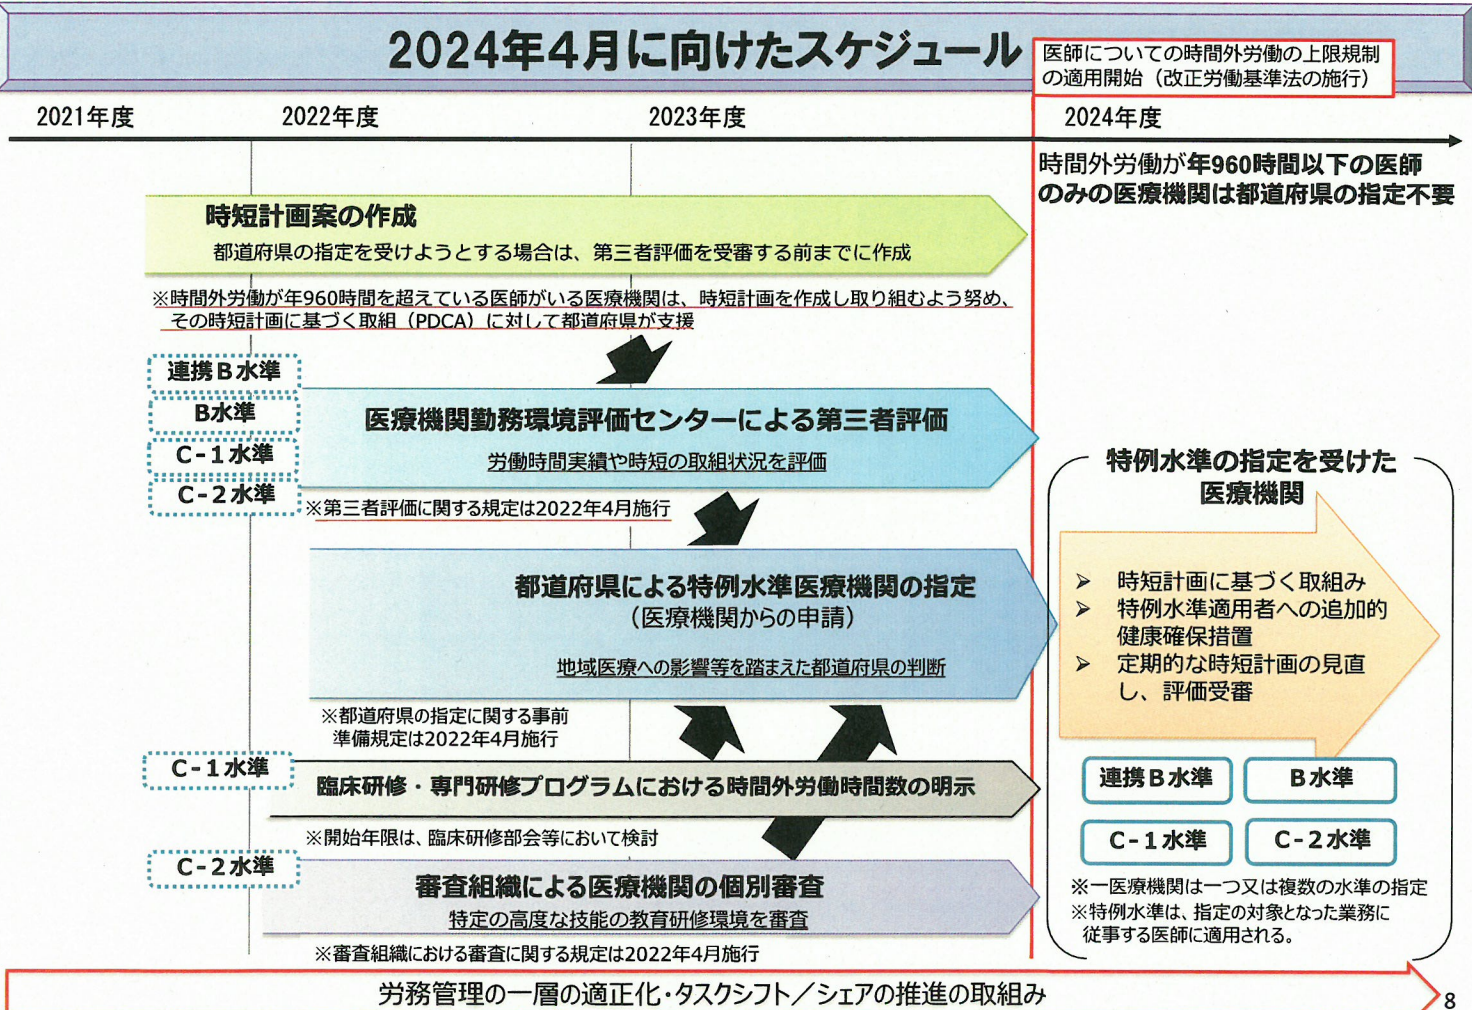 2024年4月に向けたスケジュール
医師についての時間外労働の上限規制
の適用開始（改正労働基準法の施行）
2021年度
2022年度
2023年度
2024年度
時間外労働が年960時間以下の医師
のみの医療機関は都道府県の指定不要
時短計画案の作成
都道府県の指定を受けようとする場合は、第三者評価を受審する前までに作成
※時間外労働が年960時間を超えている医師がいる医療機関は、時短計画を作成し取り組むよう努め、
その時短計画に基づく取組（PDCA）に対して都道府県が支援
連携B水準
B水準
C-1水準
C-2水準
医療機関勤務環境評価センターによる第三者評価
労働時間実績や時短の取組状況を評価
※第三者評価に関する規定は2022年4月施行
都道府県による特例水準医療機関の指定
（医療機関からの申請）
地域医療への影響等を踏まえた都道府県の判断
※都道府県の指定に関する事前
準備規定は2022年4月施行
C-1水準
臨床研修・専門研修プログラムにおける時間外労働時間数の明示
※開始年限は、臨床研修部会等において検討
C-2水準
審査組織による医療機関の個別審査
特定の高度な技能の教育研修環境を審査
※審査組織における審査に関する規定は2022年4月施行
特例水準の指定を受けた
医療機関
➢ 時短計画に基づく取組み
➢ 特例水準適用者への追加的
健康確保措置
➢ 定期的な時短計画の見直
し、評価受審
連携B水準
B水準
C-1水準
C-2水準
※一医療機関は一つ又は複数の水準の指定
※特例水準は、指定の対象となった業務に
従事する医師に適用される。
労務管理の一層の適正化・タスクシフト／シェアの推進の取組み
8